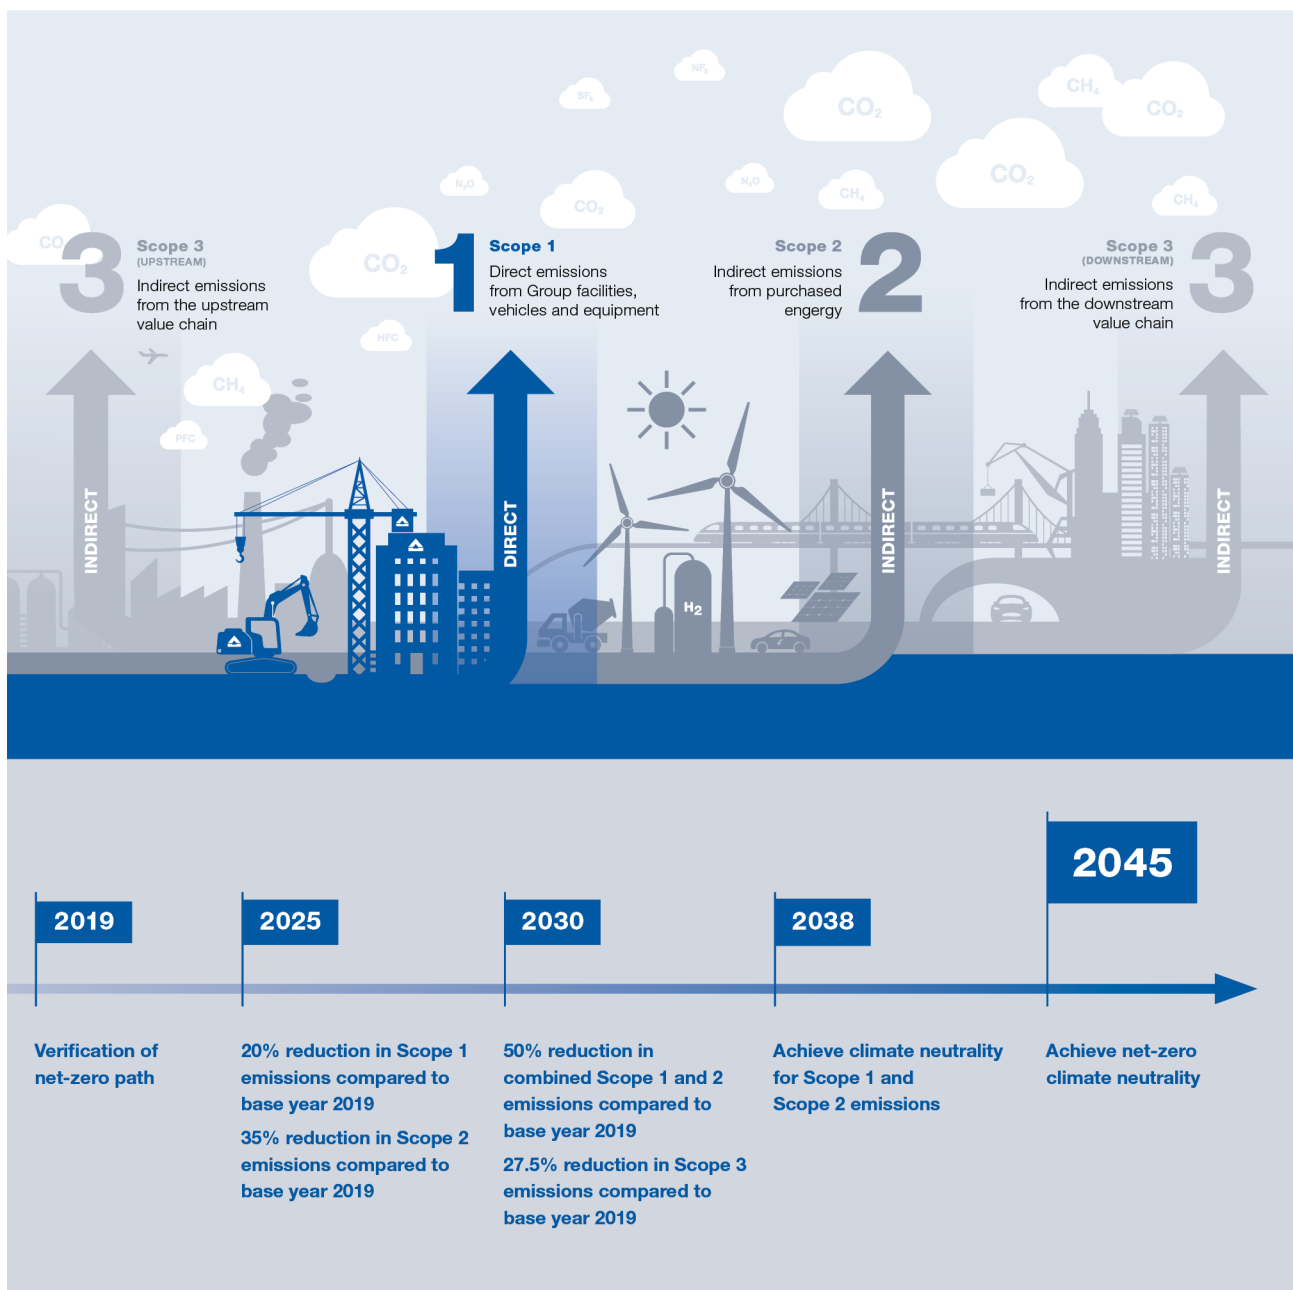 SF6
NF3
CO2
CH4
CO2
N2O
CO2
N2O
CH4
CO2
CH4
CO
CO2
3
Scope 3
(UPSTREAM)
Indirect emissions
from the upstream
value chain
1
Scope 1
Direct emissions
from Group facilities,
vehicles and equipment
Scope 2
Indirect emissions
from purchased
engergy
2
Scope 3
(DOWNSTREAM)
Indirect emissions
from the downstream
value chain
3
HFC
CH4
PFC
INDIRECT
DIRECT
INDIRECT
INDIRECT
H2
2019
2025
2030
2038
2045
Verification of
net-zero path
20% reduction in Scope 1
emissions compared to
base year 2019
35% reduction in Scope 2
emissions compared to
base year 2019
50% reduction in
combined Scope 1 and 2
emissions compared to
base year 2019
27.5% reduction in Scope 3
emissions compared to
base year 2019
Achieve climate neutrality
for Scope 1 and
Scope 2 emissions
Achieve net-zero
climate neutrality